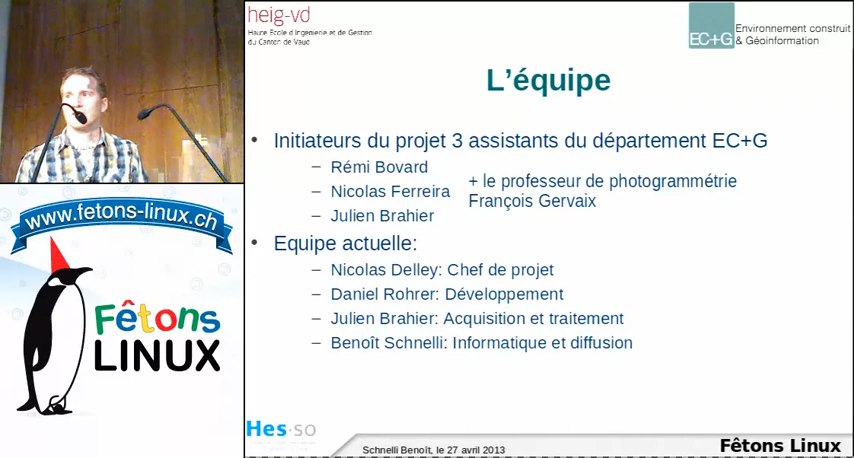 heig-vd
Haute Ecole d'Ingénierie et de Gestion
du Canton de Vaud
EC+G
Environnement construit
& Géoinformation
L'équipe
• Initiateurs du projet 3 assistants du département EC+G
– Rémi Bovard
– Nicolas Ferreira
– Julien Brahier
+ le professeur de photogrammétrie
François Gervaix
• Equipe actuelle:
– Nicolas Delley: Chef de projet
– Daniel Rohrer: Développement
– Julien Brahier: Acquisition et traitement
– Benoît Schnelli: Informatique et diffusion
www.fetons-linux.ch
Fêtons
LINUX
Hes·so
Schnelli Benoît, le 27 avril 2013
Fêtons Linux